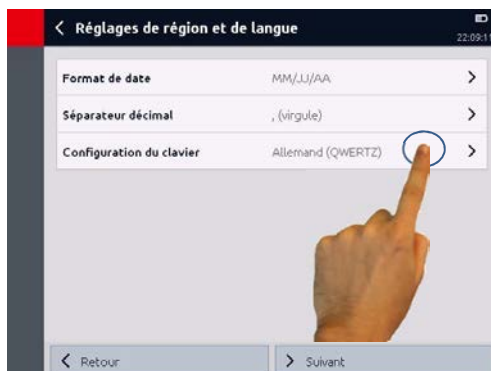 Réglages de région et de langue
22:09:11
Format de date MM/JJ/AA
Séparateur décimal , (virgule)
Configuration du clavier Allemand (QWERTZ)
Retour Suivant